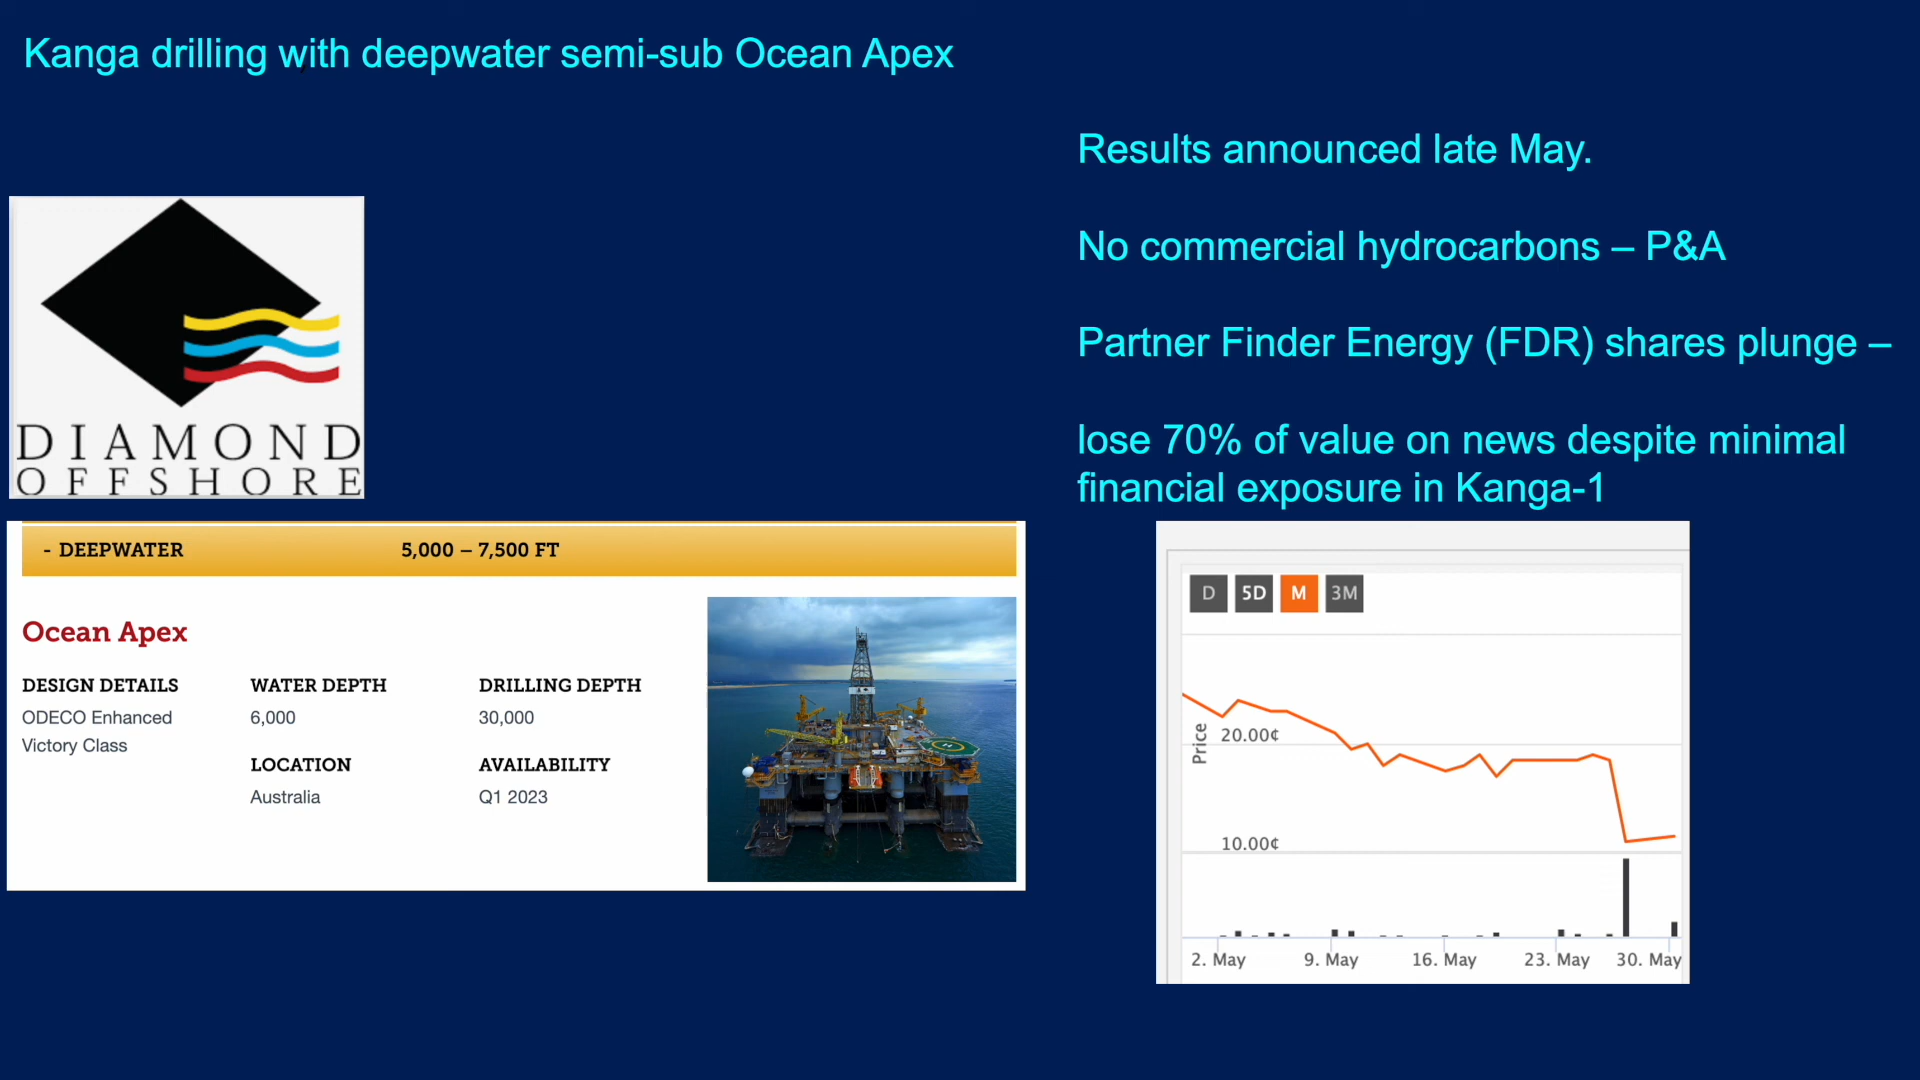 Kanga drilling with deepwater semi-sub Ocean Apex
Results announced late May.
No commercial hydrocarbons – P&A
Partner Finder Energy (FDR) shares plunge –
lose 70% of value on news despite minimal
financial exposure in Kanga-1
DIAMOND
OFFSHORE
- DEEPWATER 5,000 – 7,500 FT
Ocean Apex
DESIGN DETAILS WATER DEPTH DRILLING DEPTH
ODECO Enhanced 6,000 30,000
Victory Class
LOCATION AVAILABILITY
Australia Q1 2023
D 5D M 3M
Price
20.00¢
10.00¢
2. May 9. May 16. May 23. May 30. May